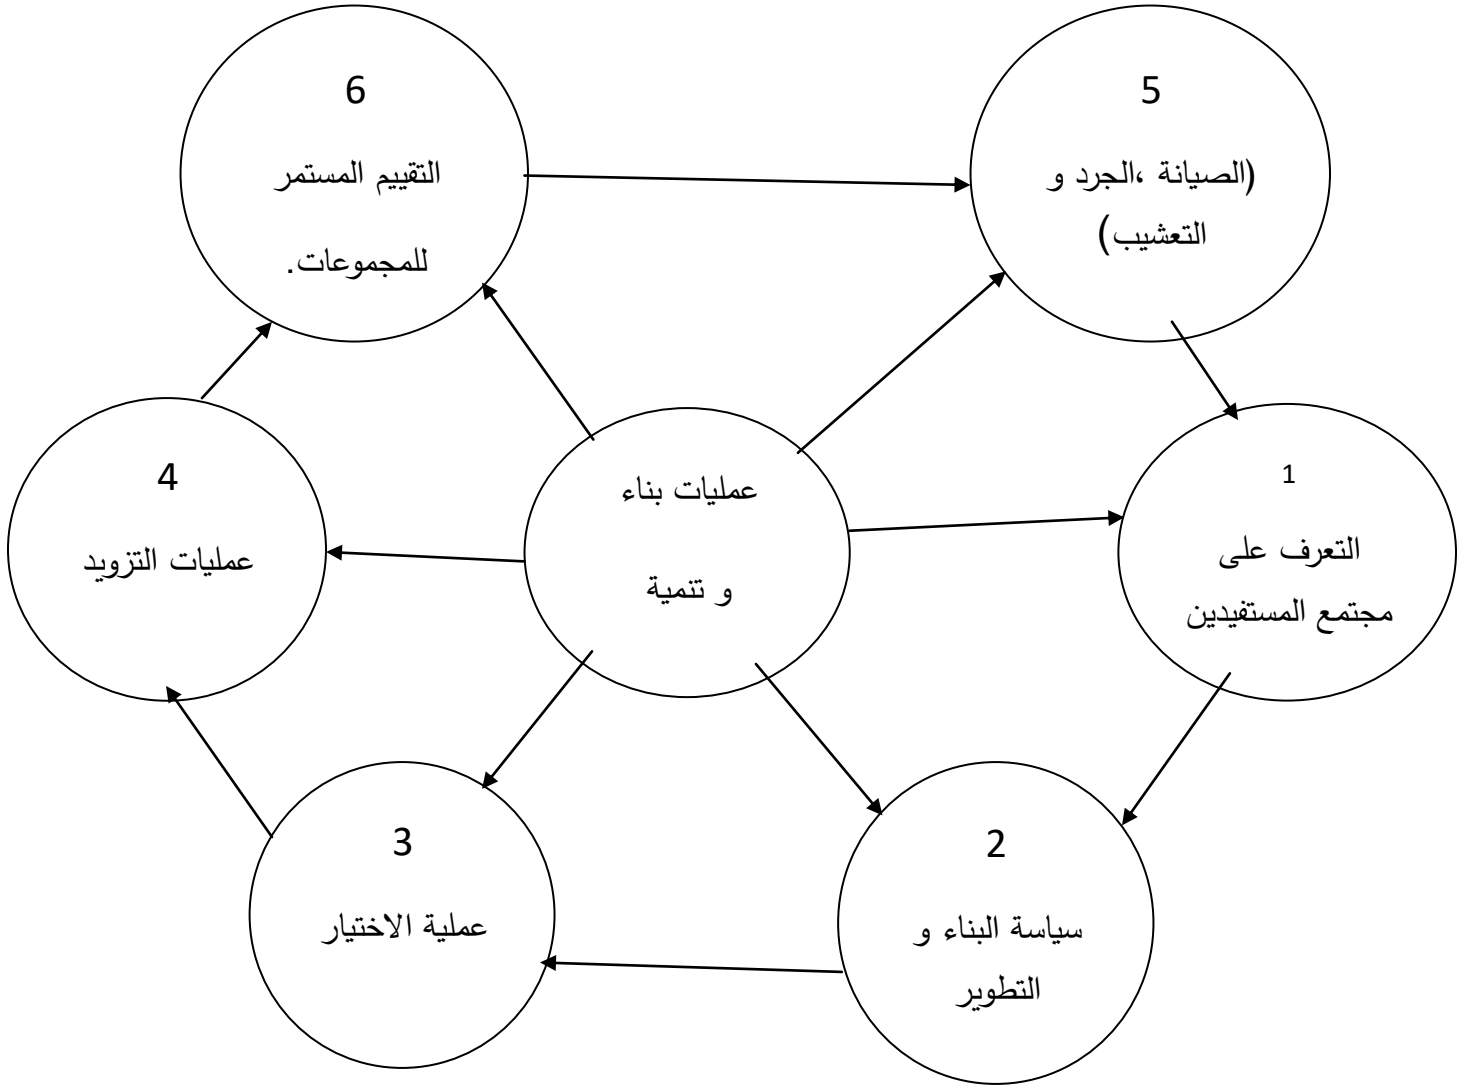 6
التقييم المستمر
للمجموعات.
5
(الصيانة ،الجرد و
التعشيب)
4
عمليات التزويد
عمليات بناء
و تنمية
1
التعرف على
مجتمع المستفيدين
3
عملية الاختيار
2
سياسة البناء و
التطوير